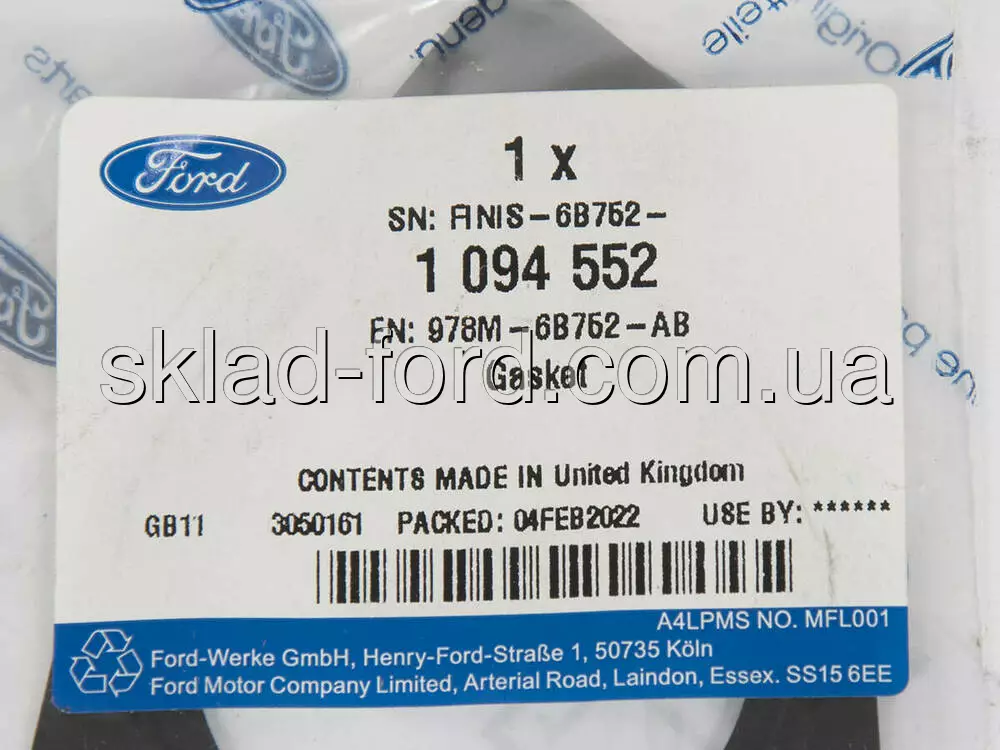 Ford
1 x
SN: FINIS-6B752-
1 094 552
EN: 978M-6B752-AB
sklad-ford.com.ua
Gasket
CONTENTS MADE IN United Kingdom
GB11 3050161 PACKED: 04FEB2022 USE BY: ******
A4LPMS NO. MFL001
Ford-Werke GmbH, Henry-Ford-Straße 1, 50735 Köln
Ford Motor Company Limited, Arterial Road, Laindon, Essex. SS15 6EE